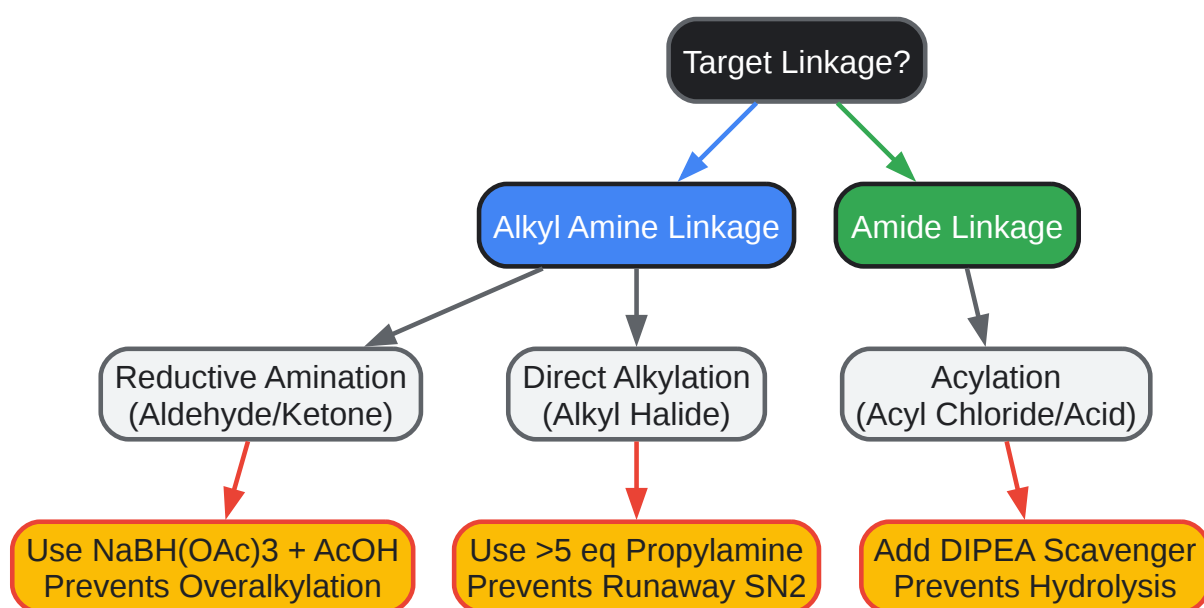 Target Linkage?
Alkyl Amine Linkage
Amide Linkage
Reductive Amination
(Aldehyde/Ketone)
Direct Alkylation
(Alkyl Halide)
Acylation
(Acyl Chloride/Acid)
Use NaBH(OAc)3 + AcOH
Prevents Overalkylation
Use >5 eq Propylamine
Prevents Runaway SN2
Add DIPEA Scavenger
Prevents Hydrolysis